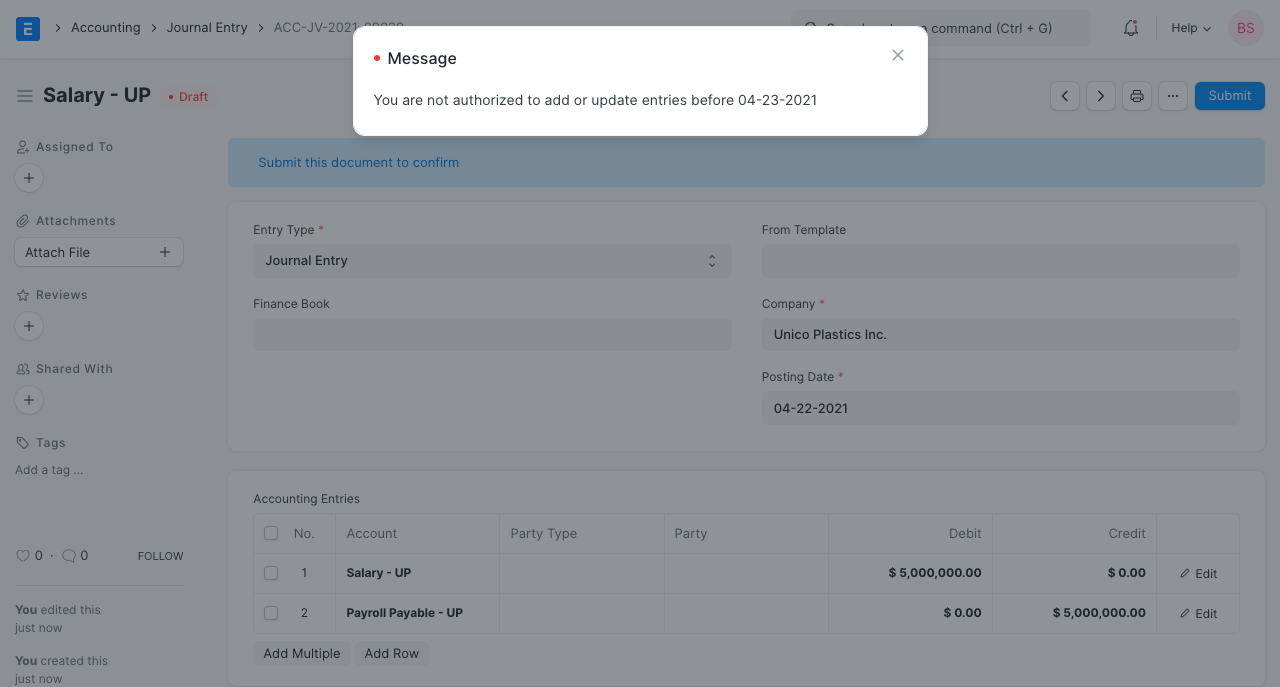 Accounting Journal Entry ACC-JV-2021
command (Ctrl + G)
Help
BS
Message
You are not authorized to add or update entries before 04-23-2021
Salary - UP
Draft
Submit
Assigned To
Submit this document to confirm
Attachments
Attach File
Reviews
Shared With
Tags
Add a tag ...
0 · 0 FOLLOW
You edited this
just now
You created this
just now
Entry Type *
Journal Entry
From Template
Finance Book
Company *
Unico Plastics Inc.
Posting Date *
04-22-2021
Accounting Entries
No. Account Party Type Party Debit Credit
1 Salary - UP $ 5,000,000.00 $ 0.00 Edit
2 Payroll Payable - UP $ 0.00 $ 5,000,000.00 Edit
Add Multiple Add Row